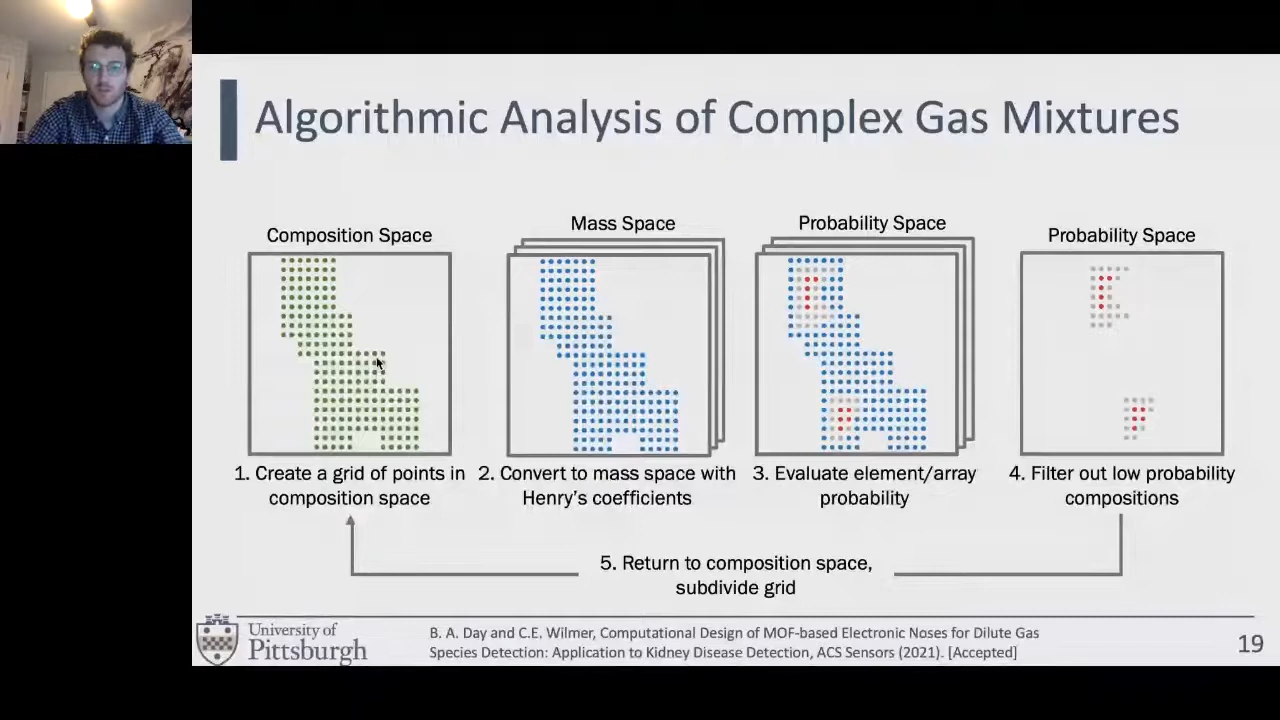 Algorithmic Analysis of Complex Gas Mixtures
Composition Space
Mass Space
Probability Space
Probability Space
1. Create a grid of points in
composition space
2. Convert to mass space with
Henry's coefficients
3. Evaluate element/array
probability
4. Filter out low probability
compositions
5. Return to composition space,
subdivide grid
University of
Pittsburgh
B. A. Day and C.E. Wilmer, Computational Design of MOF-based Electronic Noses for Dilute Gas
Species Detection: Application to Kidney Disease Detection, ACS Sensors (2021). [Accepted]
19